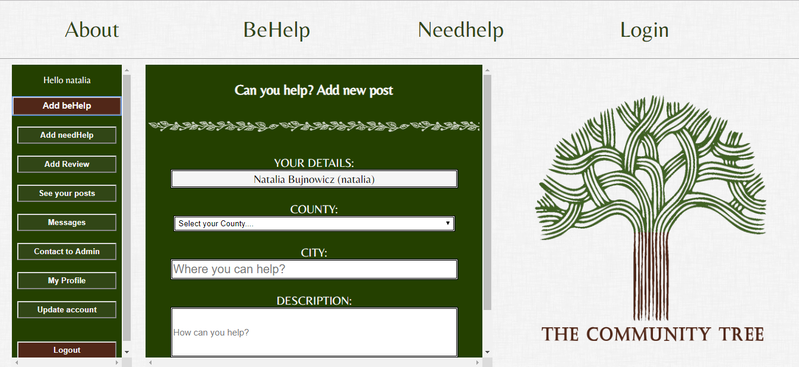 About BeHelp Needhelp Login
Hello natalia
Add beHelp
Add needHelp
Add Review
See your posts
Messages
Contact to Admin
My Profile
Update account
Logout
Can you help? Add new post
YOUR DETAILS:
Natalia Bujnowicz (natalia)
COUNTY:
Select your County....
CITY:
Where you can help?
DESCRIPTION:
How can you help?
THE COMMUNITY TREE